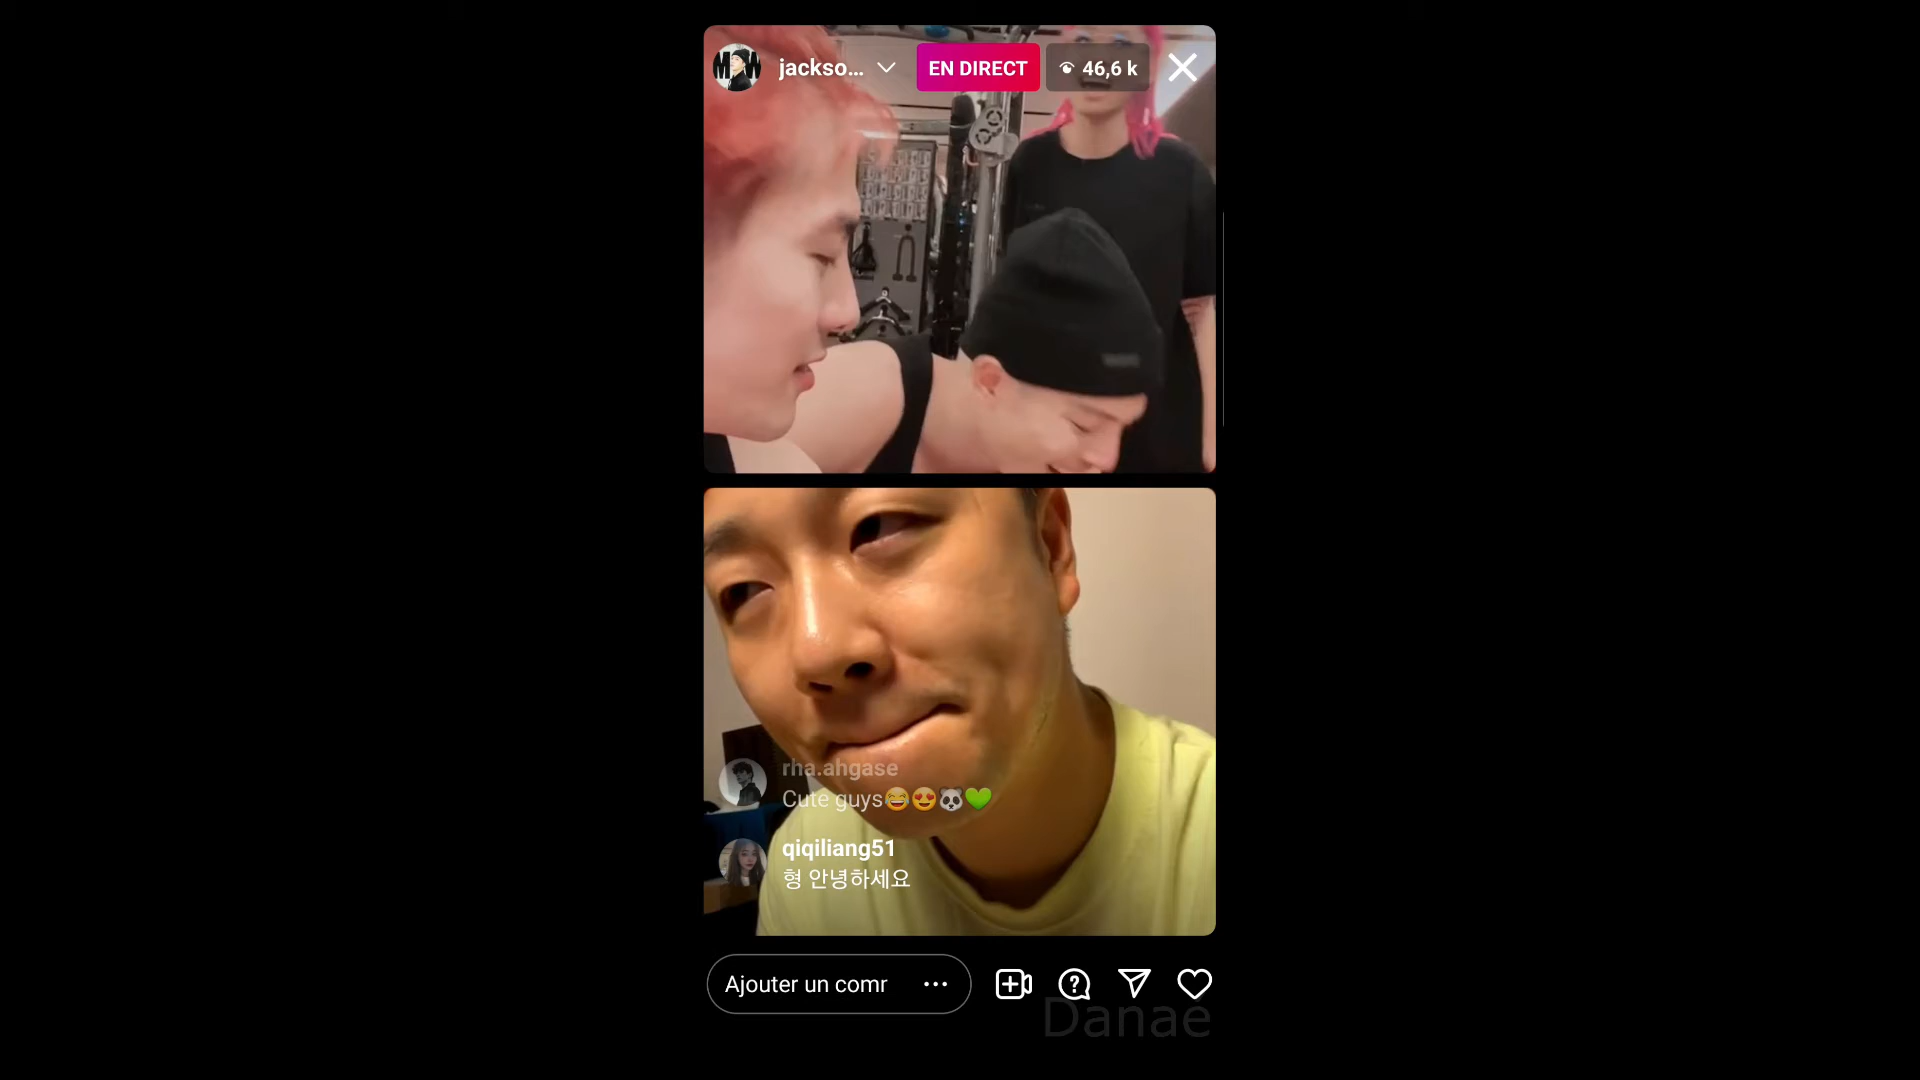 jackso...
EN DIRECT
46,6 k
rha.ahgase
Cute guys😂😍🐼💚
qiqiliang51
형 안녕하세요
Ajouter un comr
Danae